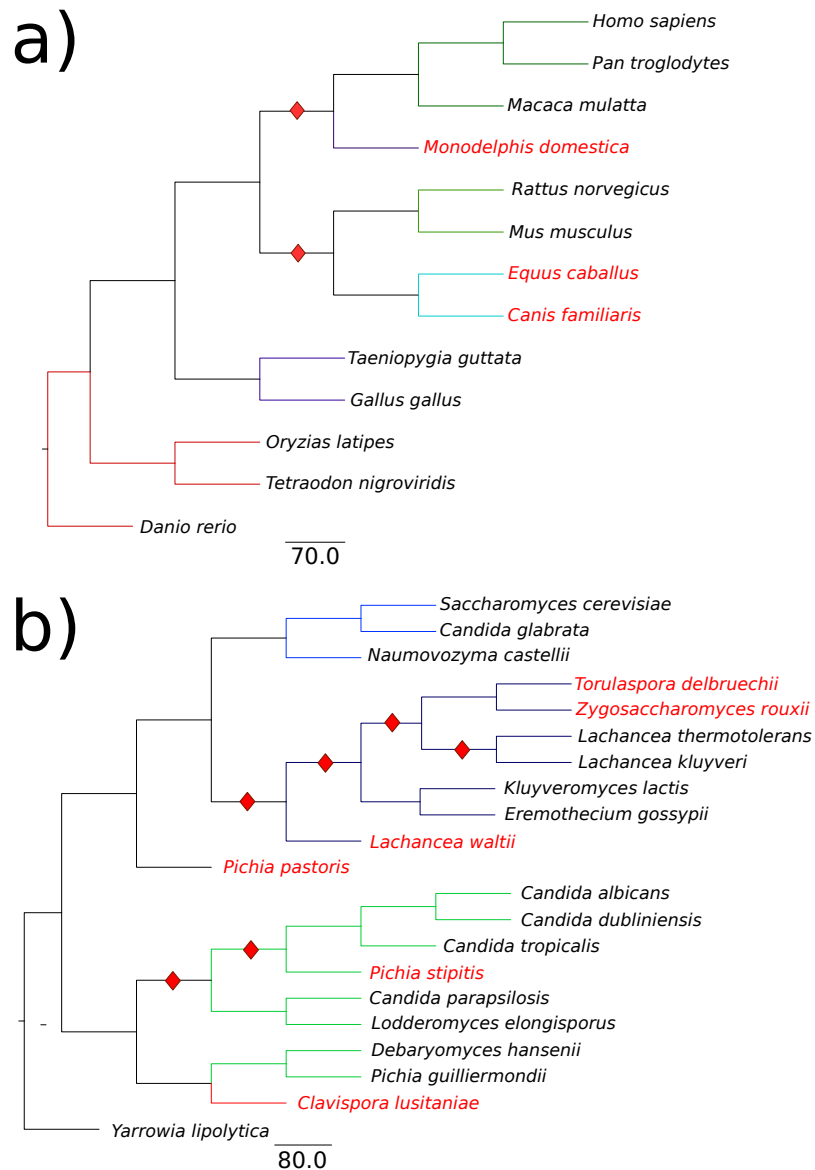 a)
Homo sapiens
Pan troglodytes
Macaca mulatta
Monodelphis domestica
Rattus norvegicus
Mus musculus
Equus caballus
Canis familiaris
Taeniopygia guttata
Gallus gallus
Oryzias latipes
Tetraodon nigroviridis
Danio rerio
70.0
b)
Saccharomyces cerevisiae
Candida glabrata
Naumovozyma castellii
Torulaspora delbruechii
Zygosaccharomyces rouxii
Lachancea thermotolerans
Lachancea kluyveri
Kluyveromyces lactis
Eremothecium gossypii
Lachancea waltii
Pichia pastoris
Candida albicans
Candida dubliniensis
Candida tropicalis
Pichia stipitis
Candida parapsilosis
Lodderomyces elongisporus
Debaryomyces hansenii
Pichia guilliermondii
Clavispora lusitaniae
Yarrowia lipolytica
80.0